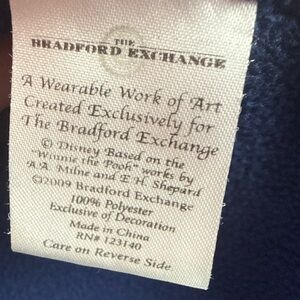 THE
BRADFORD EXCHANGE
A Wearable Work of Art
Created Exclusively for
The Bradford Exchange
© Disney Based on the
"Winnie the Pooh" works by
A.A. Milne and E.H. Shepard
©2009 Bradford Exchange
100% Polyester
Exclusive of Decoration
Made in China
RN# 123140
Care on Reverse Side